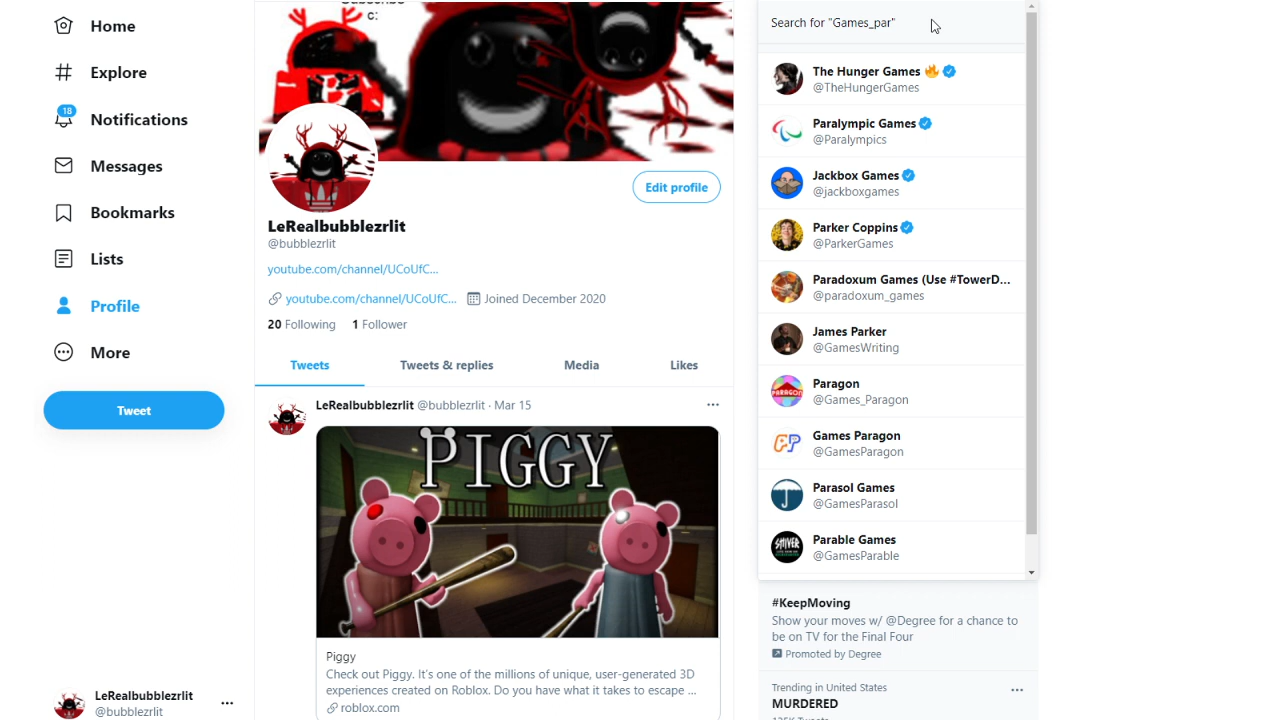 Home
Explore
18
Notifications
Messages
Bookmarks
Lists
Profile
More
Tweet
LeRealbubblezrlit
@bubblezrlit
c:
Edit profile
LeRealbubblezrlit
@bubblezrlit
youtube.com/channel/UCoUfC...
youtube.com/channel/UCoUfC... Joined December 2020
20 Following 1 Follower
Tweets Tweets & replies Media Likes
LeRealbubblezrlit @bubblezrlit · Mar 15
PIGGY
Piggy
Check out Piggy. It's one of the millions of unique, user-generated 3D
experiences created on Roblox. Do you have what it takes to escape ...
roblox.com
Search for "Games_par"
The Hunger Games 🔥
@TheHungerGames
Paralympic Games
@Paralympics
Jackbox Games
@jackboxgames
Parker Coppins
@ParkerGames
Paradoxum Games (Use #TowerD...
@paradoxum_games
James Parker
@GamesWriting
PARAGON
Paragon
@Games_Paragon
Games Paragon
@GamesParagon
Parasol Games
@GamesParasol
SHIVER
Parable Games
@GamesParable
#KeepMoving
Show your moves w/ @Degree for a chance to
be on TV for the Final Four
Promoted by Degree
Trending in United States
MURDERED